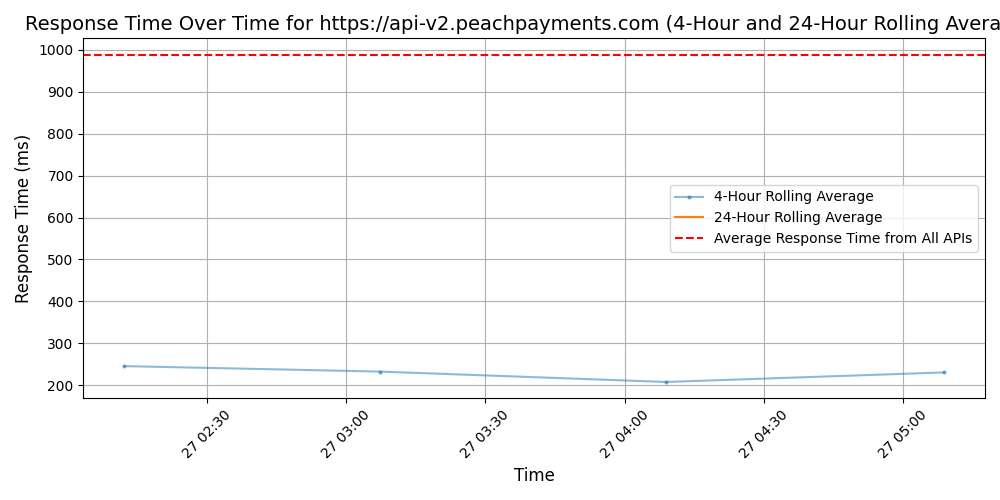 Response Time Over Time for https://api-v2.peachpayments.com (4-Hour and 24-Hour Rolling Avera
Response Time (ms)
1000
900
800
700
600
500
400
300
200
4-Hour Rolling Average
24-Hour Rolling Average
Average Response Time from All APIs
27 02:30
27 03:00
27 03:30
27 04:00
27 04:30
27 05:00
Time